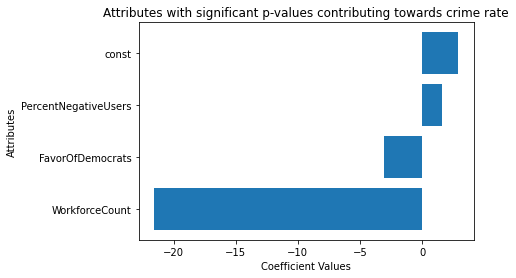 Attributes with significant p-values contributing towards crime rate
const
PercentNegativeUsers
FavorOfDemocrats
WorkforceCount
Attributes
−20 −15 −10 −5 0
Coefficient Values